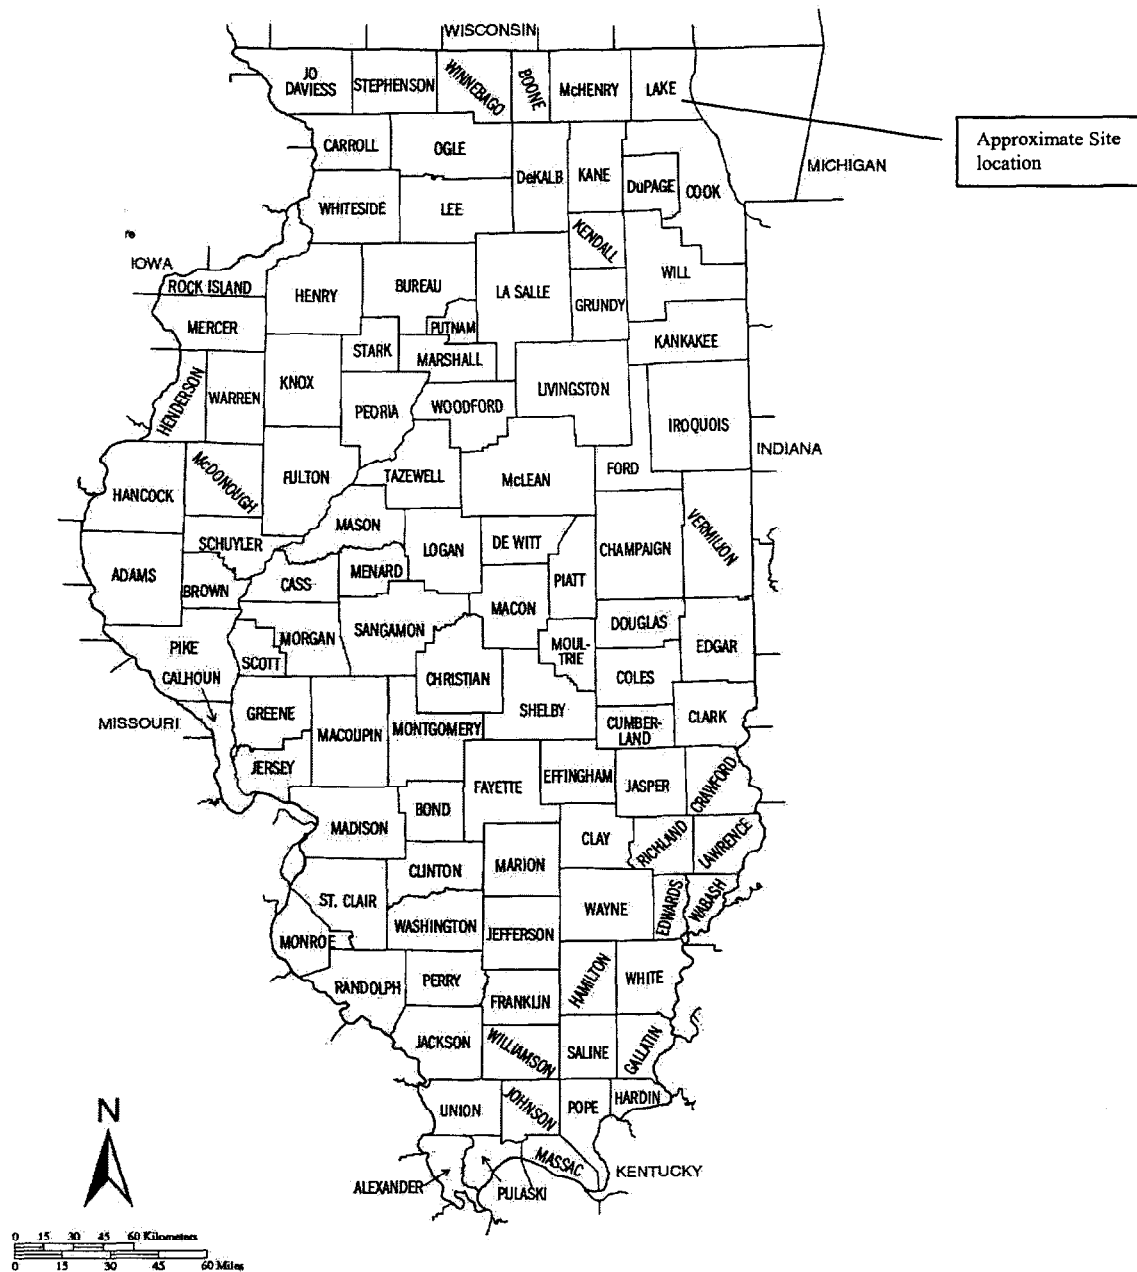 WISCONSIN
JO
DAVIESS
STEPHENSON
WINNEBAGO
BOONE
McHENRY
LAKE
Approximate Site
location
MICHIGAN
CARROLL
OGLE
DeKALB
KANE
DuPAGE
COOK
WHITESIDE
LEE
KENDALL
IOWA
ROCK ISLAND
HENRY
BUREAU
LA SALLE
WILL
GRUNDY
MERCER
PUTNAM
STARK
MARSHALL
KANKAKEE
HENDERSON
WARREN
KNOX
PEORIA
WOODFORD
LIVINGSTON
IROQUOIS
INDIANA
HANCOCK
McDONOUGH
FULTON
TAZEWELL
McLEAN
FORD
VERMILION
MASON
SCHUYLER
LOGAN
DE WITT
CHAMPAIGN
ADAMS
BROWN
CASS
MENARD
PIATT
MACON
DOUGLAS
PIKE
SCOTT
MORGAN
SANGAMON
MOUL-
TRIE
EDGAR
CALHOUN
CHRISTIAN
COLES
MISSOURI
GREENE
MACOUPIN
MONTGOMERY
SHELBY
CUMBER-
LAND
CLARK
JERSEY
FAYETTE
EFFINGHAM
JASPER
CRAWFORD
MADISON
BOND
CLAY
RICHLAND
LAWRENCE
CLINTON
MARION
ST. CLAIR
WASHINGTON
WAYNE
EDWARDS
WABASH
MONROE
JEFFERSON
RANDOLPH
PERRY
FRANKLIN
HAMILTON
WHITE
JACKSON
WILLIAMSON
SALINE
GALLATIN
UNION
JOHNSON
POPE
HARDIN
MASSAC
KENTUCKY
ALEXANDER
PULASKI
N
0 15 30 45 60 Kilometers
0 15 30 45 60 Miles